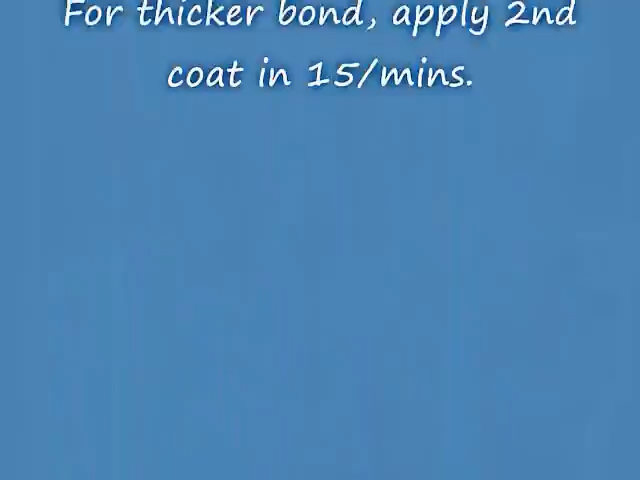 For thicker bond, apply 2nd
coat in 15/mins.